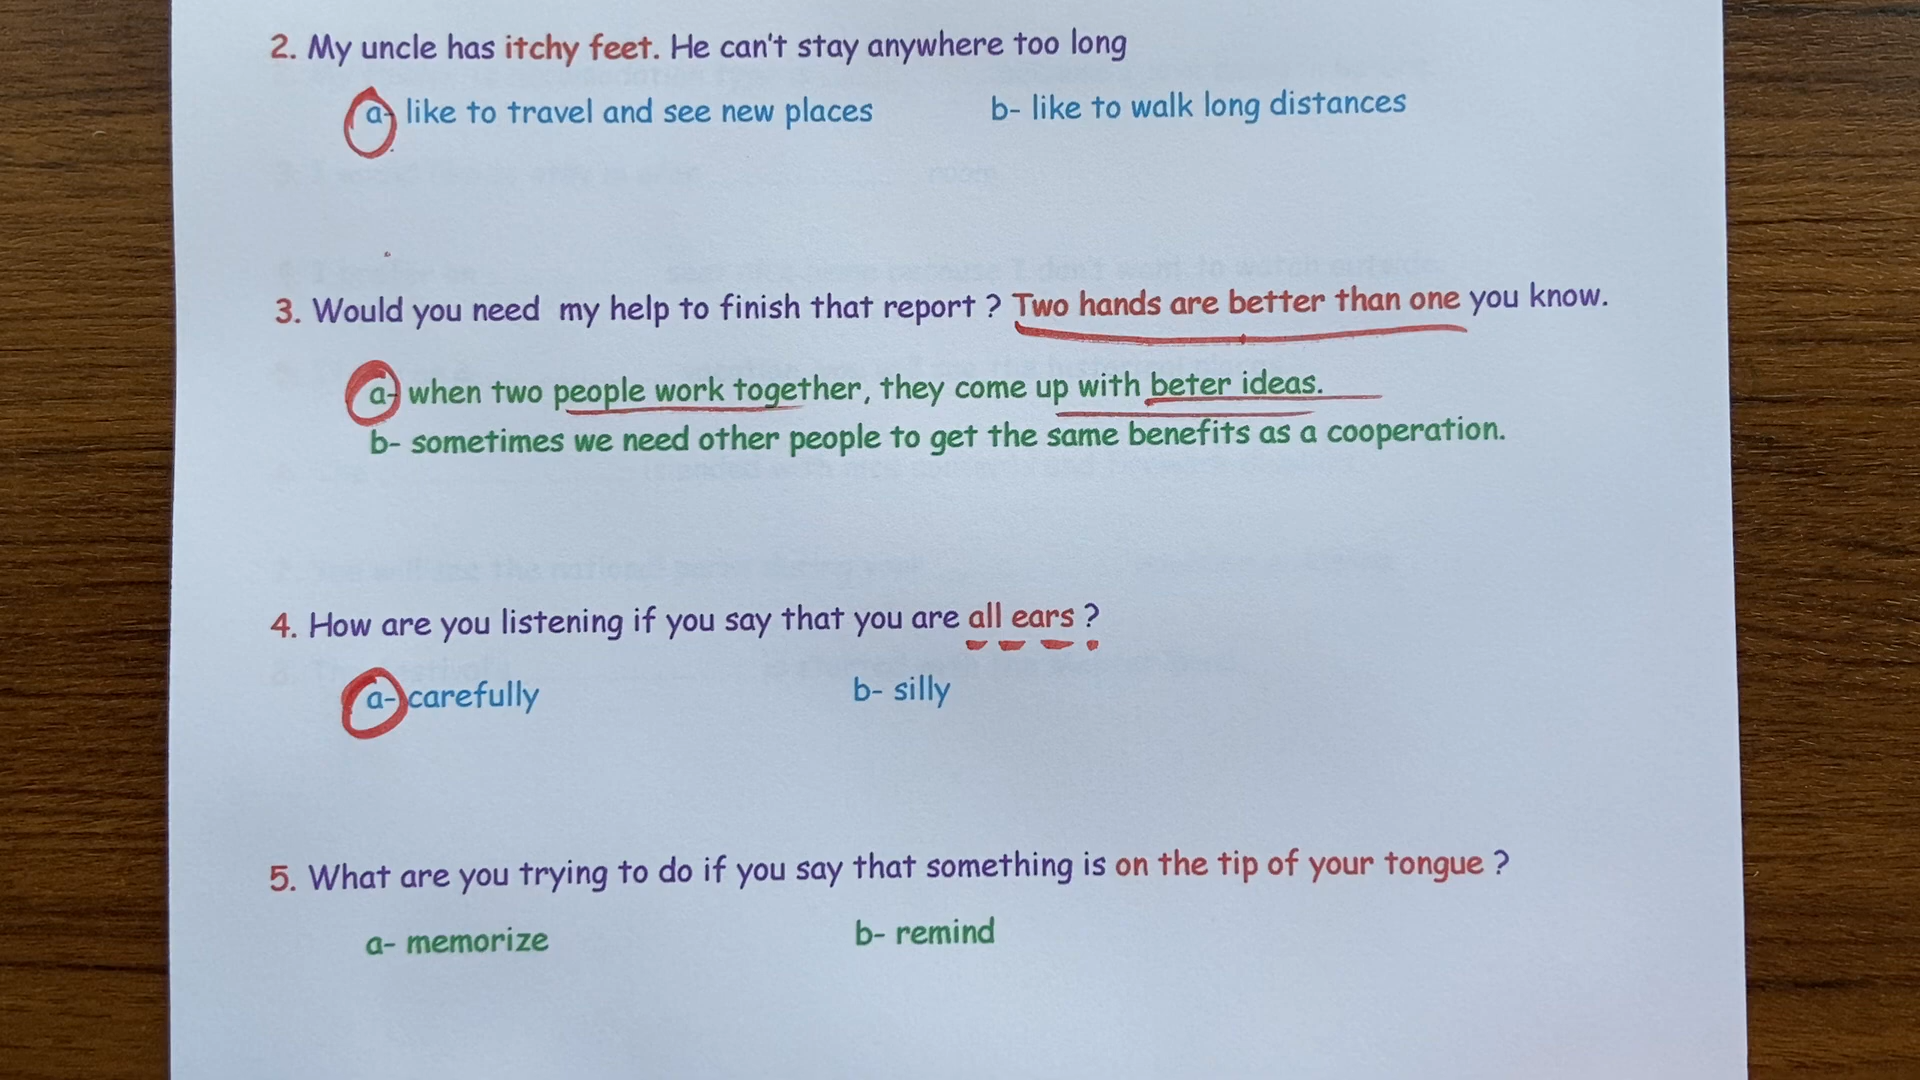 2. My uncle has itchy feet. He can't stay anywhere too long
a- like to travel and see new places b- like to walk long distances
3. Would you need my help to finish that report ? Two hands are better than one you know.
a- when two people work together, they come up with beter ideas.
b- sometimes we need other people to get the same benefits as a cooperation.
4. How are you listening if you say that you are all ears ?
a- carefully b- silly
5. What are you trying to do if you say that something is on the tip of your tongue ?
a- memorize b- remind